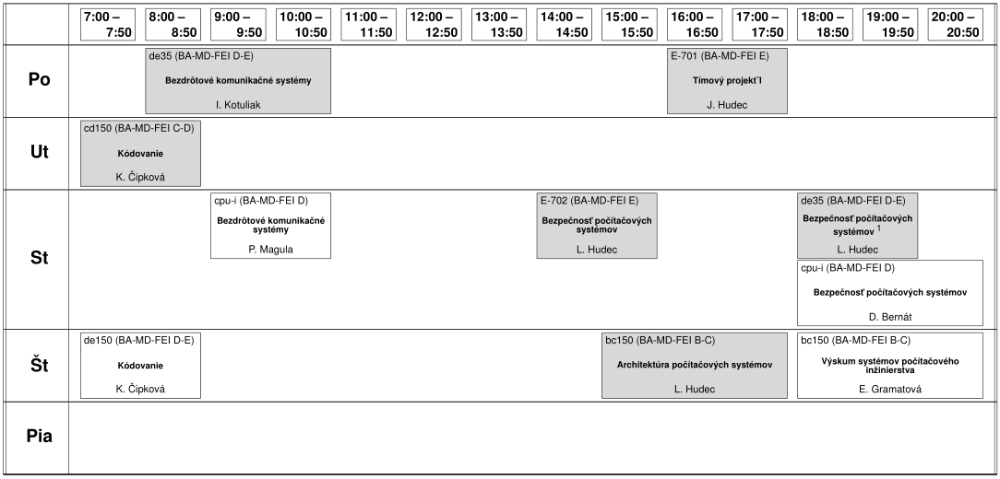 7:00 – 8:00 – 9:00 – 10:00 – 11:00 – 12:00 – 13:00 – 14:00 – 15:00 – 16:00 – 17:00 – 18:00 – 19:00 – 20:00 –
7:50 8:50 9:50 10:50 11:50 12:50 13:50 14:50 15:50 16:50 17:50 18:50 19:50 20:50
Po
de35 (BA-MD-FEI D-E)
Bezdrôtové komunikačné systémy
I. Kotuliak
E-701 (BA-MD-FEI E)
Tímový projekt˘I
J. Hudec
Ut
cd150 (BA-MD-FEI C-D)
Kódovanie
K. Čipková
St
cpu-i (BA-MD-FEI D)
Bezdrôtové komunikačné
systémy
P. Magula
E-702 (BA-MD-FEI E)
Bezpečnosť počítačových
systémov
L. Hudec
de35 (BA-MD-FEI D-E)
Bezpečnosť počítačových
systémov 1
L. Hudec
cpu-i (BA-MD-FEI D)
Bezpečnosť počítačových systémov
D. Bernát
Št
de150 (BA-MD-FEI D-E)
Kódovanie
K. Čipková
bc150 (BA-MD-FEI B-C)
Architektúra počítačových systémov
L. Hudec
bc150 (BA-MD-FEI B-C)
Výskum systémov počítačového
inžinierstva
E. Gramatová
Pia